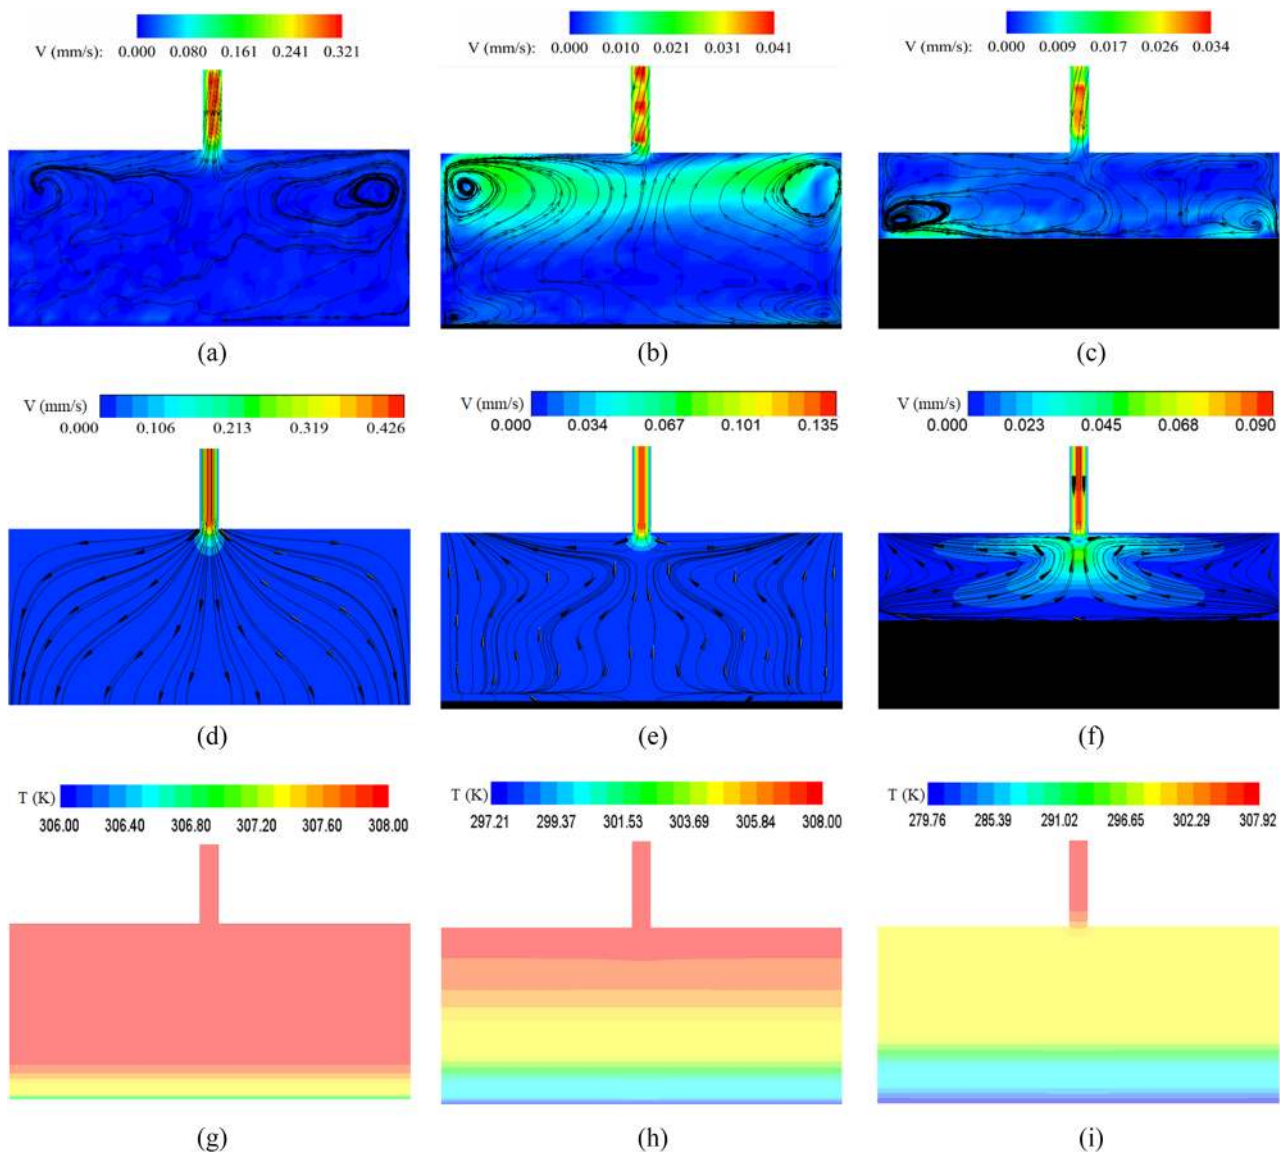 V (mm/s): 0.000 0.080 0.161 0.241 0.321
V (mm/s): 0.000 0.010 0.021 0.031 0.041
V (mm/s): 0.000 0.009 0.017 0.026 0.034
(a) (b) (c)
V (mm/s)
0.000 0.106 0.213 0.319 0.426
V (mm/s)
0.000 0.034 0.067 0.101 0.135
V (mm/s)
0.000 0.023 0.045 0.068 0.090
(d) (e) (f)
T (K)
306.00 306.40 306.80 307.20 307.60 308.00
T (K)
297.21 299.37 301.53 303.69 305.84 308.00
T (K)
279.76 285.39 291.02 296.65 302.29 307.92
(g) (h) (i)